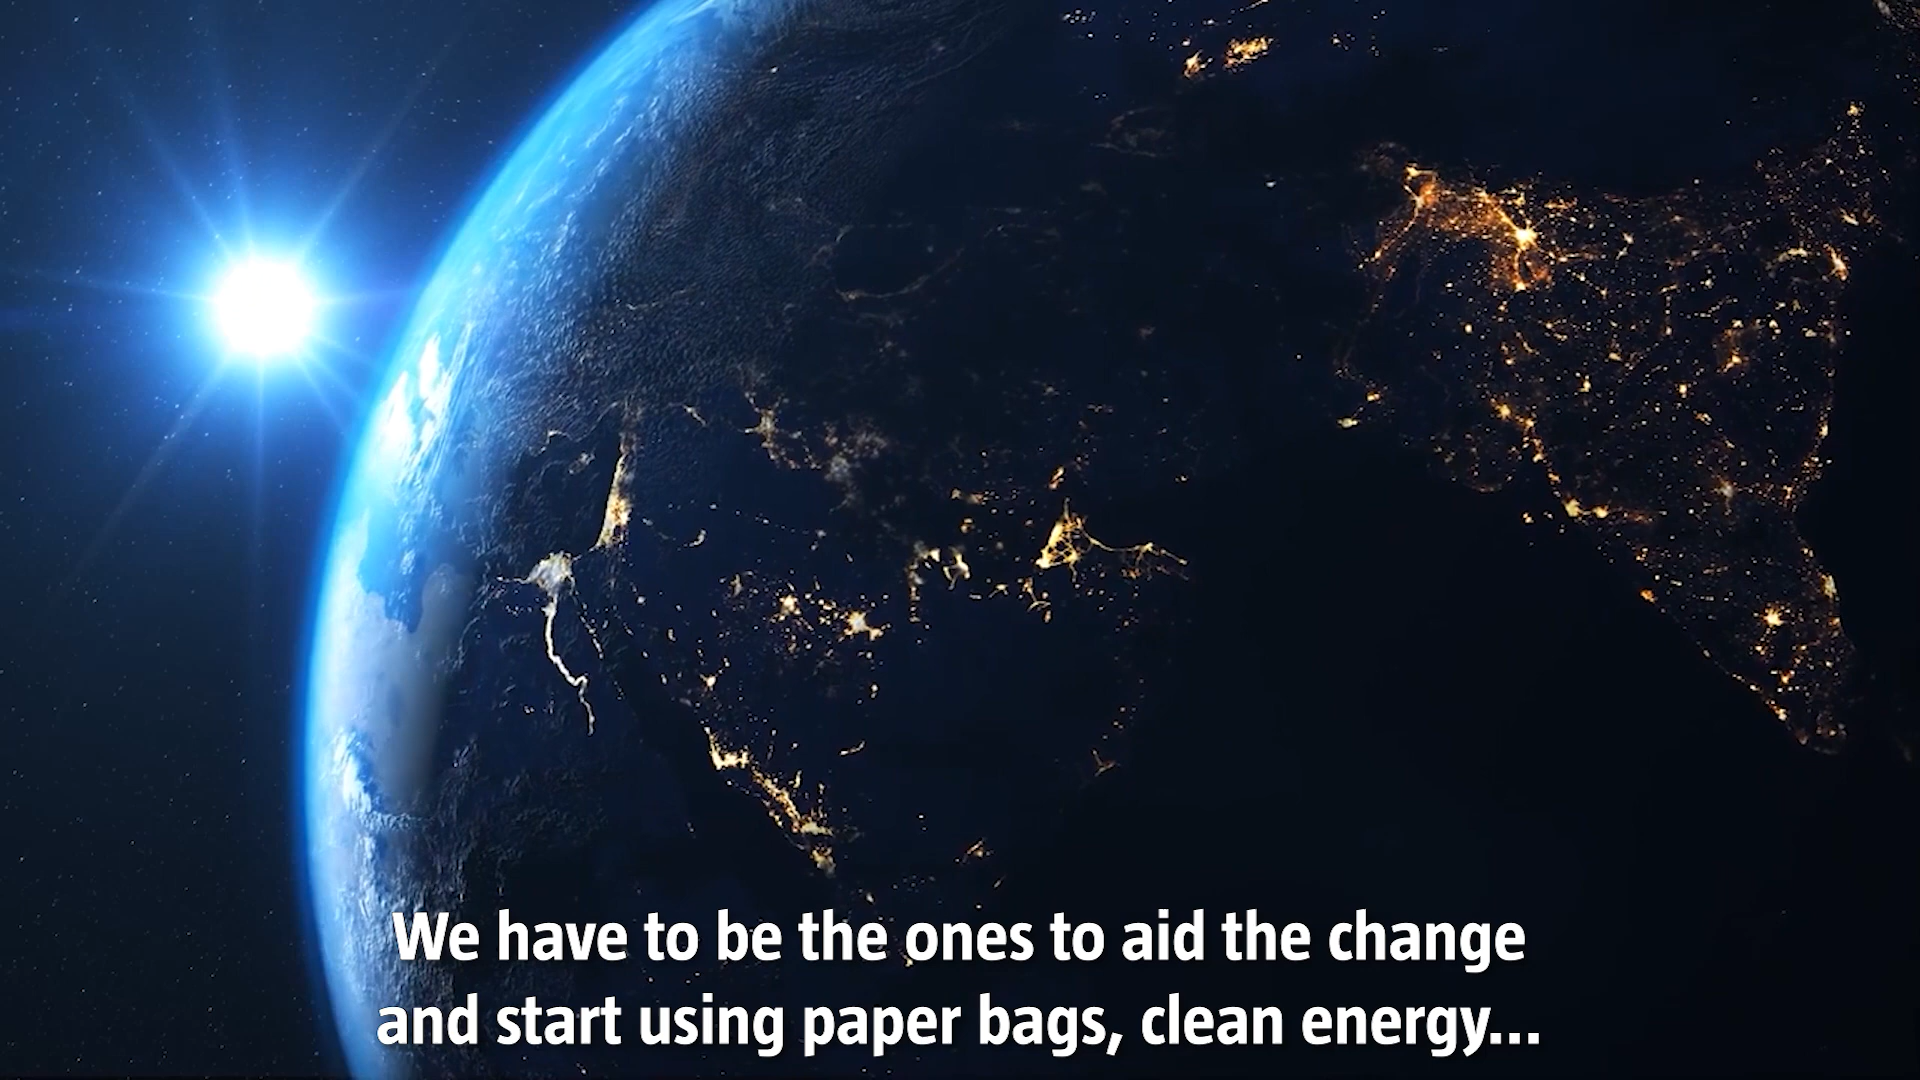 We have to be the ones to aid the change
and start using paper bags, clean energy...